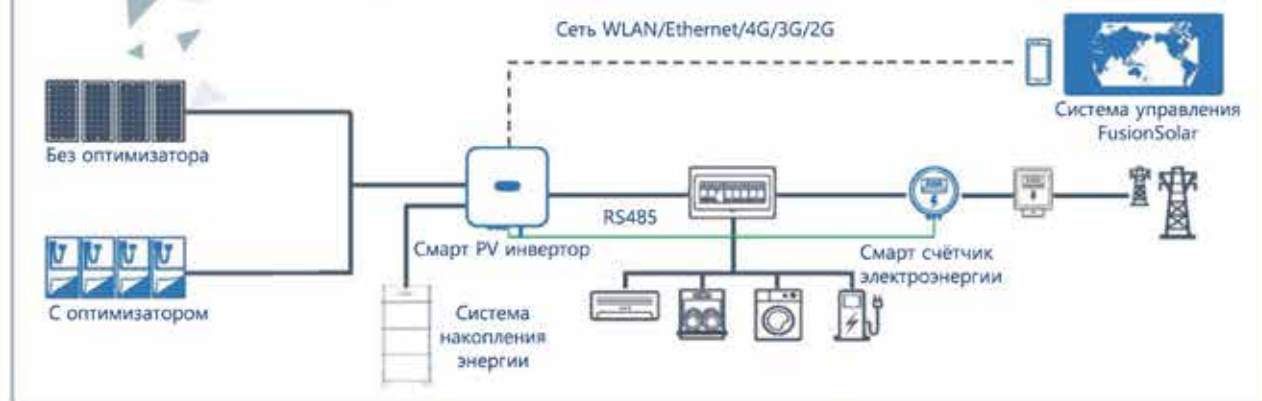 Сеть WLAN/Ethernet/4G/3G/2G
Система управления
FusionSolar
Без оптимизатора
RS485
Смарт PV инвертор
Смарт счётчик
электроэнергии
С оптимизатором
Система
накопления
энергии